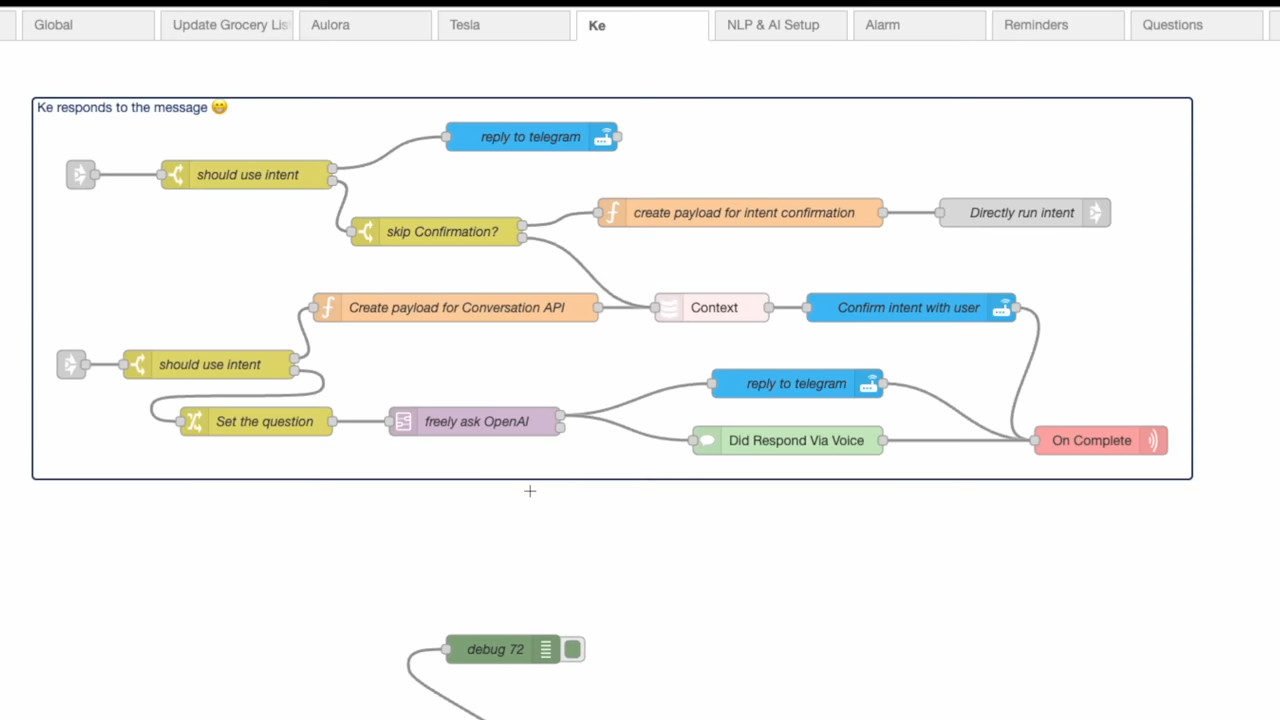 Global
Update Grocery Lis
Aulora
Tesla
Ke
NLP & AI Setup
Alarm
Reminders
Questions
Ke responds to the message 😁
reply to telegram
should use intent
create payload for intent confirmation
Directly run intent
skip Confirmation?
Create payload for Conversation API
Context
Confirm intent with user
should use intent
reply to telegram
Set the question
freely ask OpenAI
Did Respond Via Voice
On Complete
debug 72